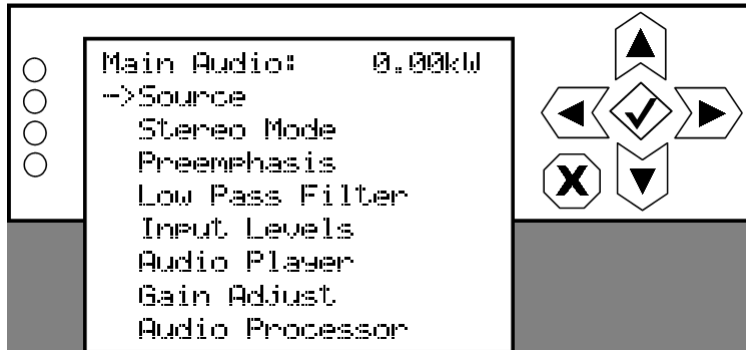 Main Audio: 0.00kW
->Source
Stereo Mode
Preemphasis
Low Pass Filter
Input Levels
Audio Player
Gain Adjust
Audio Processor
X